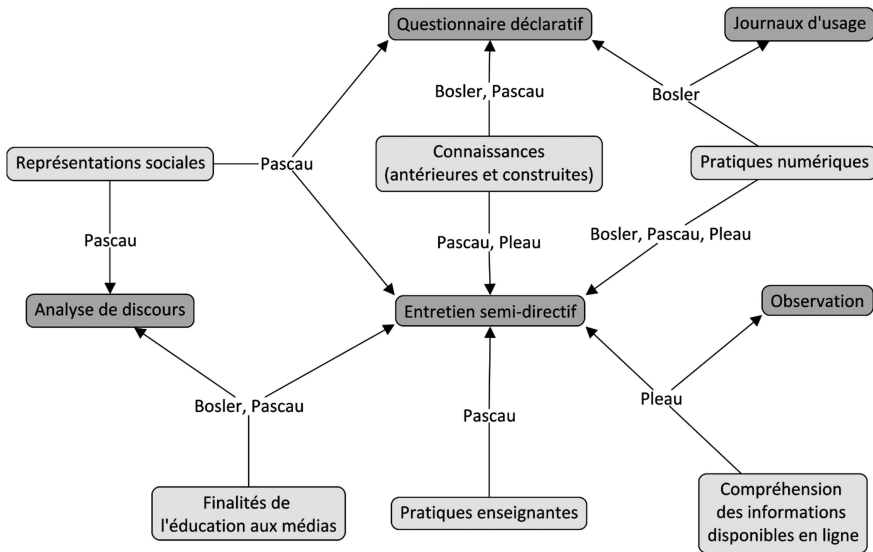 Questionnaire déclaratif
Journaux d'usage
Bosler, Pascau
Bosler
Représentations sociales
Pascau
Connaissances
(antérieures et construites)
Pratiques numériques
Pascau
Pascau, Pleau
Bosler, Pascau, Pleau
Analyse de discours
Entretien semi-directif
Observation
Bosler, Pascau
Pascau
Pleau
Finalités de
l'éducation aux médias
Pratiques enseignantes
Compréhension
des informations
disponibles en ligne